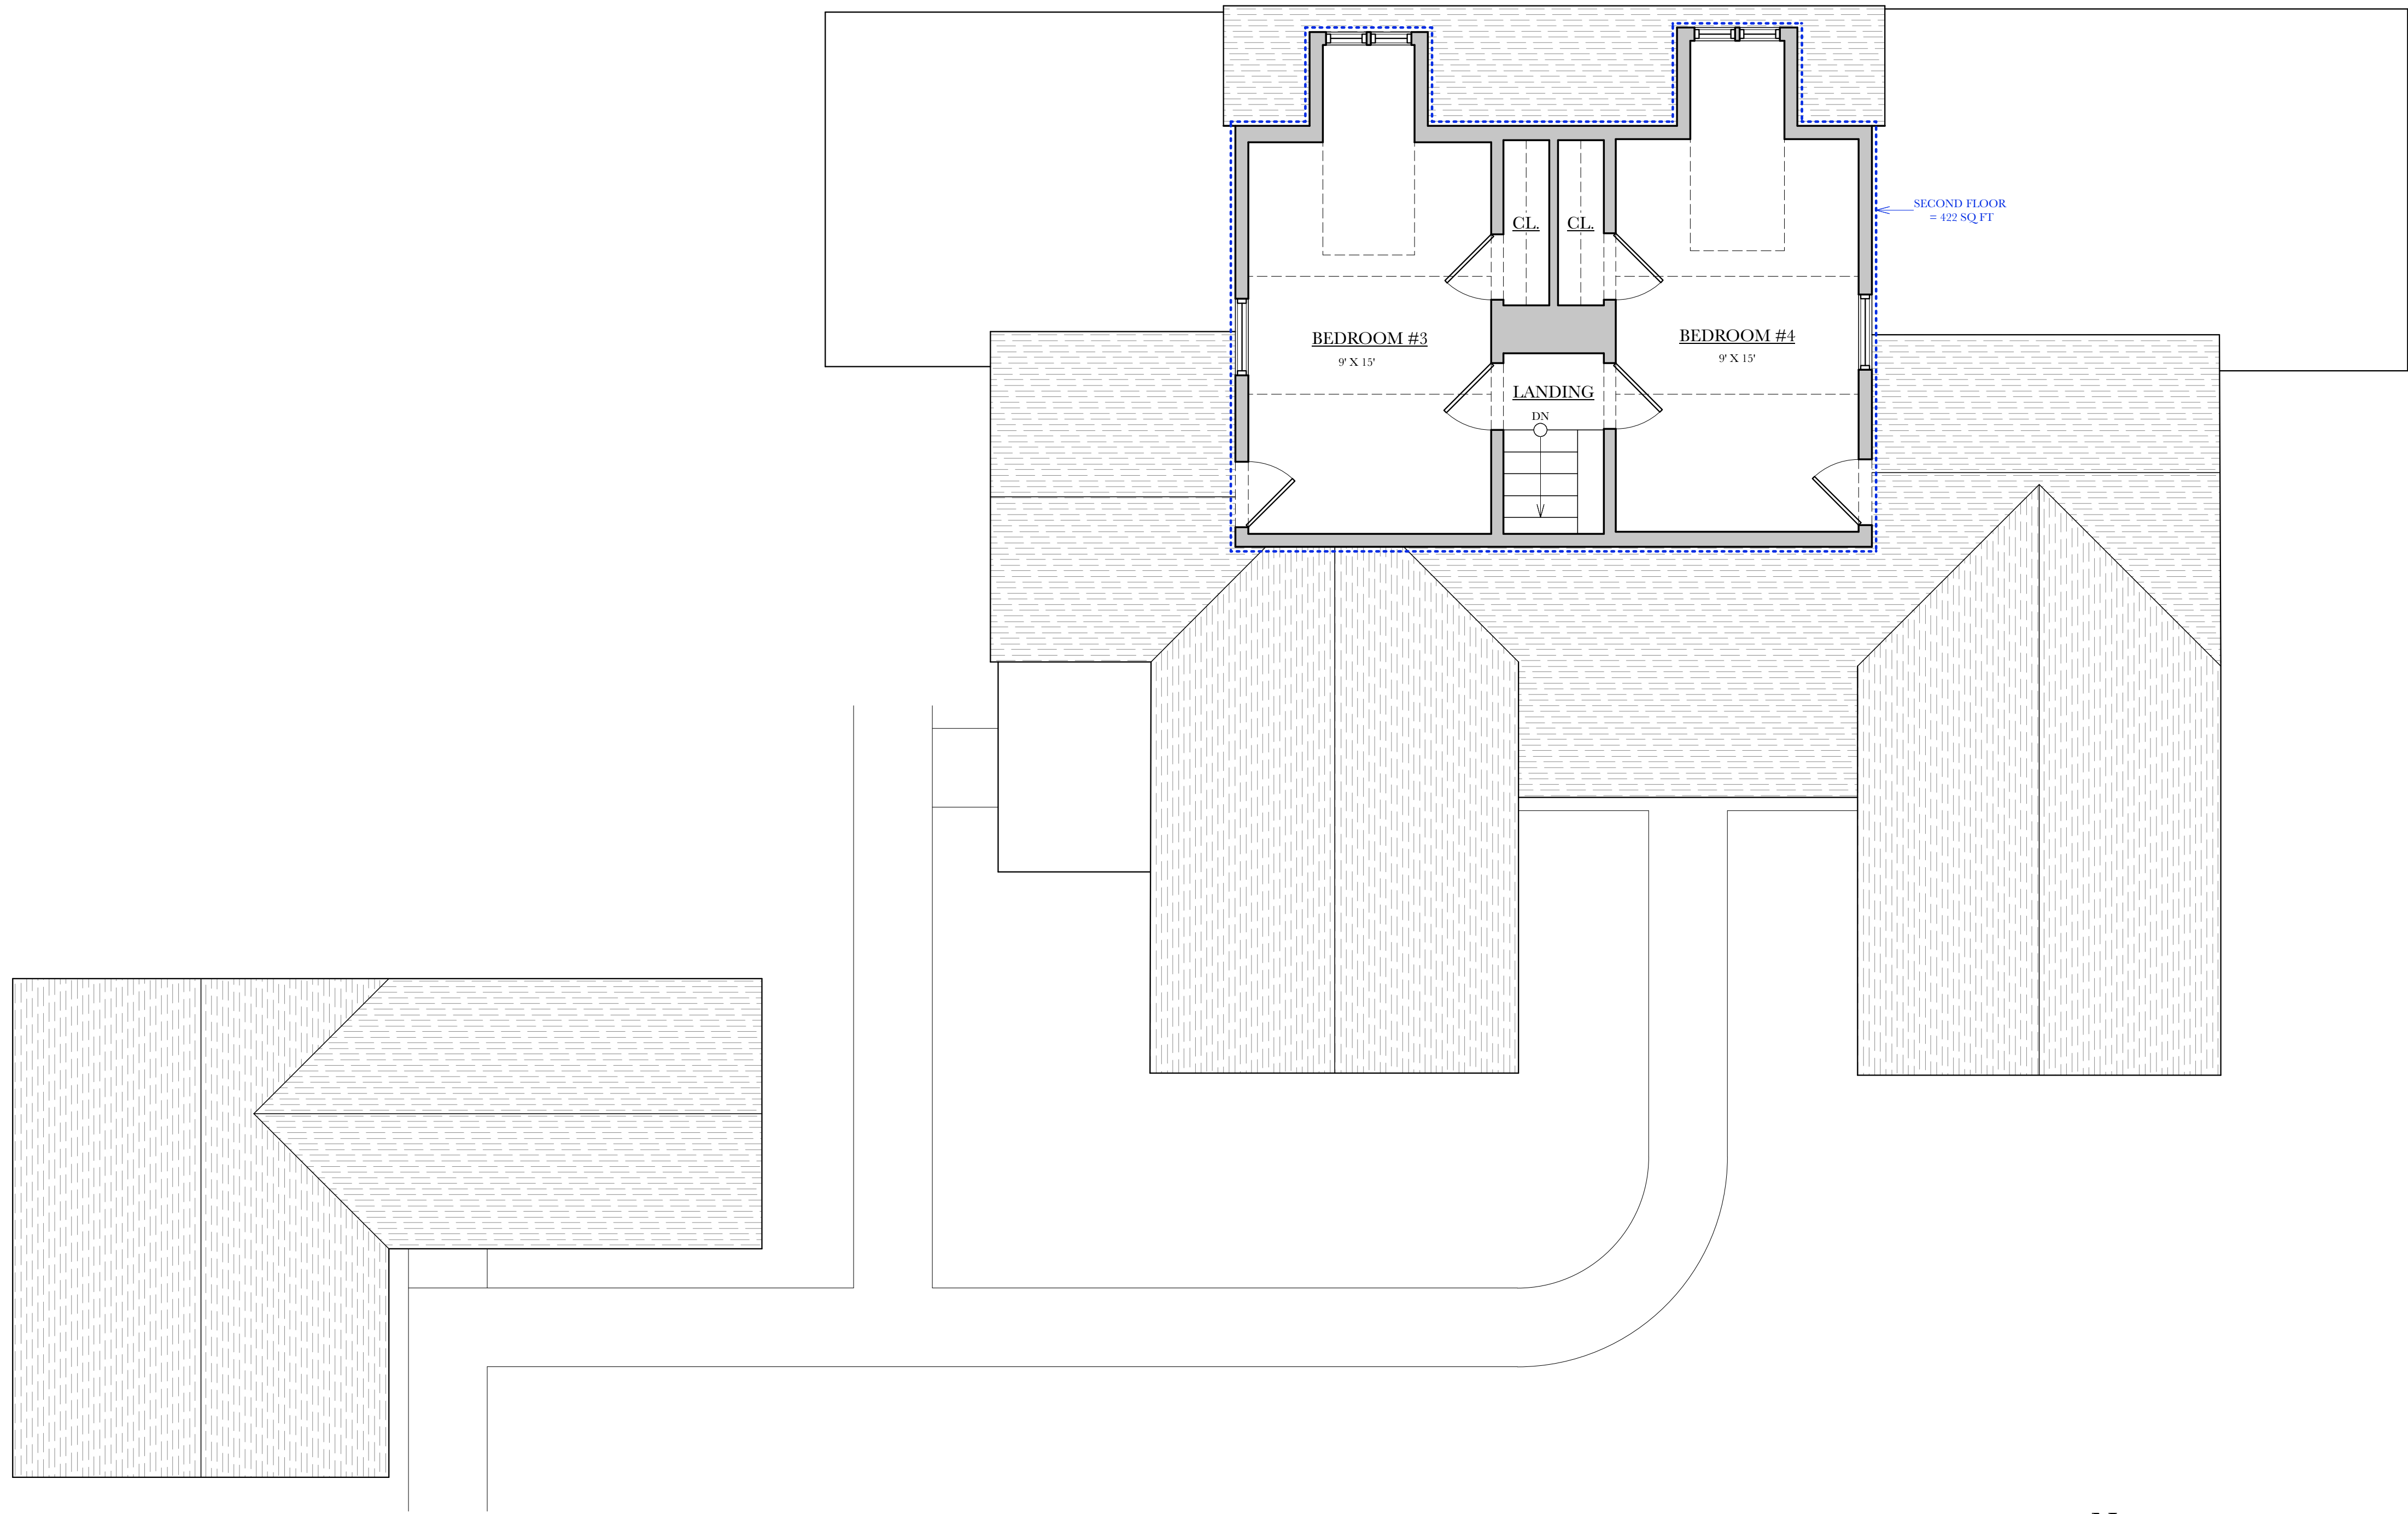 SECOND FLOOR
= 422 SQ FT
CL.
CL.
BEDROOM #3
9' X 15'
BEDROOM #4
9' X 15'
LANDING
DN